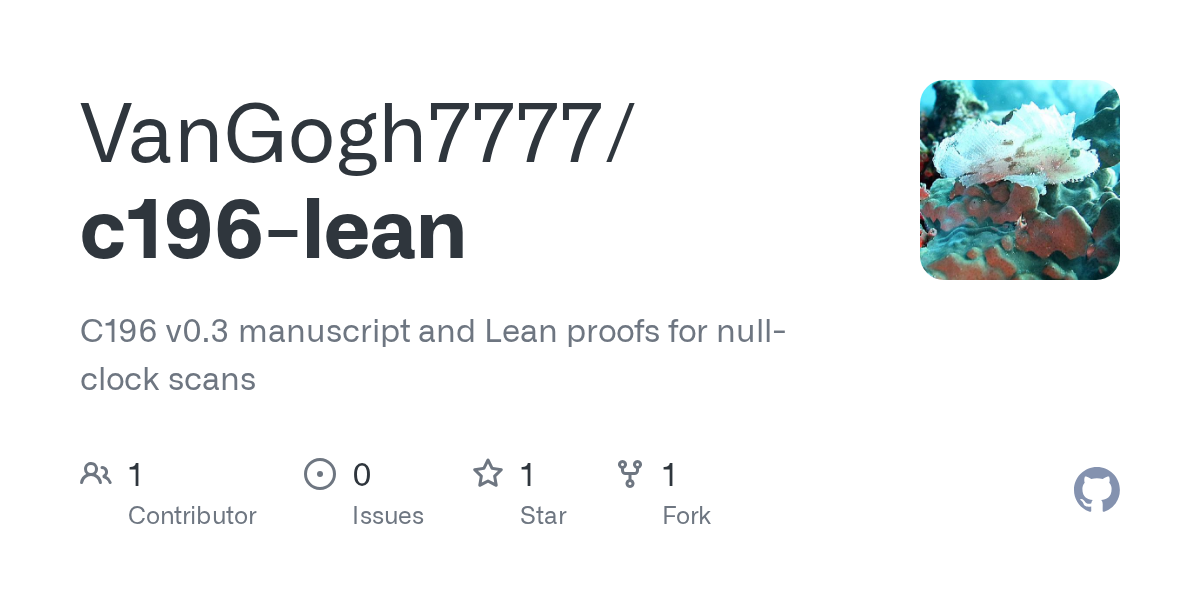 VanGogh7777/
c196-lean
C196 v0.3 manuscript and Lean proofs for null-
clock scans
1 0 1 1
Contributor Issues Star Fork